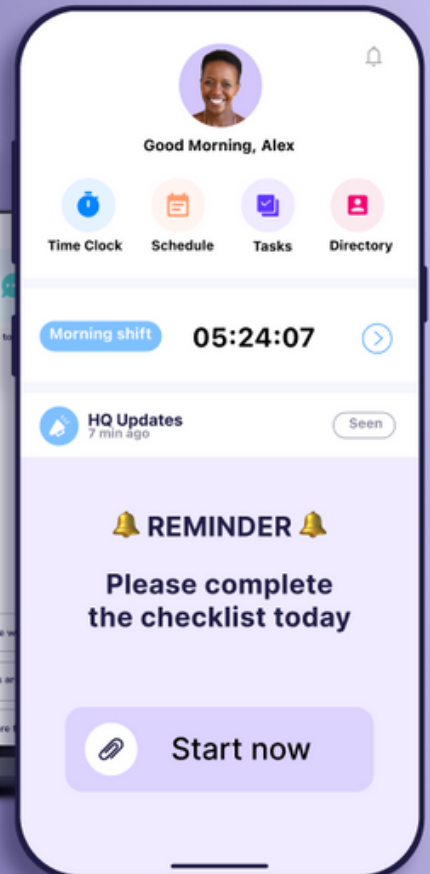 Good Morning, Alex
Time Clock Schedule Tasks Directory
Morning shift 05:24:07
HQ Updates
7 min ago
Seen
🔔 REMINDER 🔔
Please complete
the checklist today
Start now